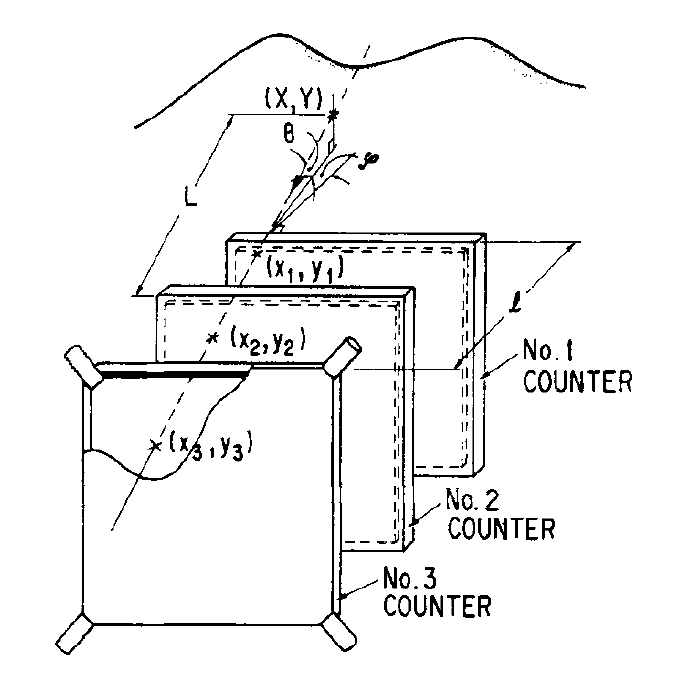 (X,Y)
θ
φ
L
(x₁,y₁)
l
(x₂,y₂)
No.1
COUNTER
(x₃,y₃)
No.2
COUNTER
No.3
COUNTER